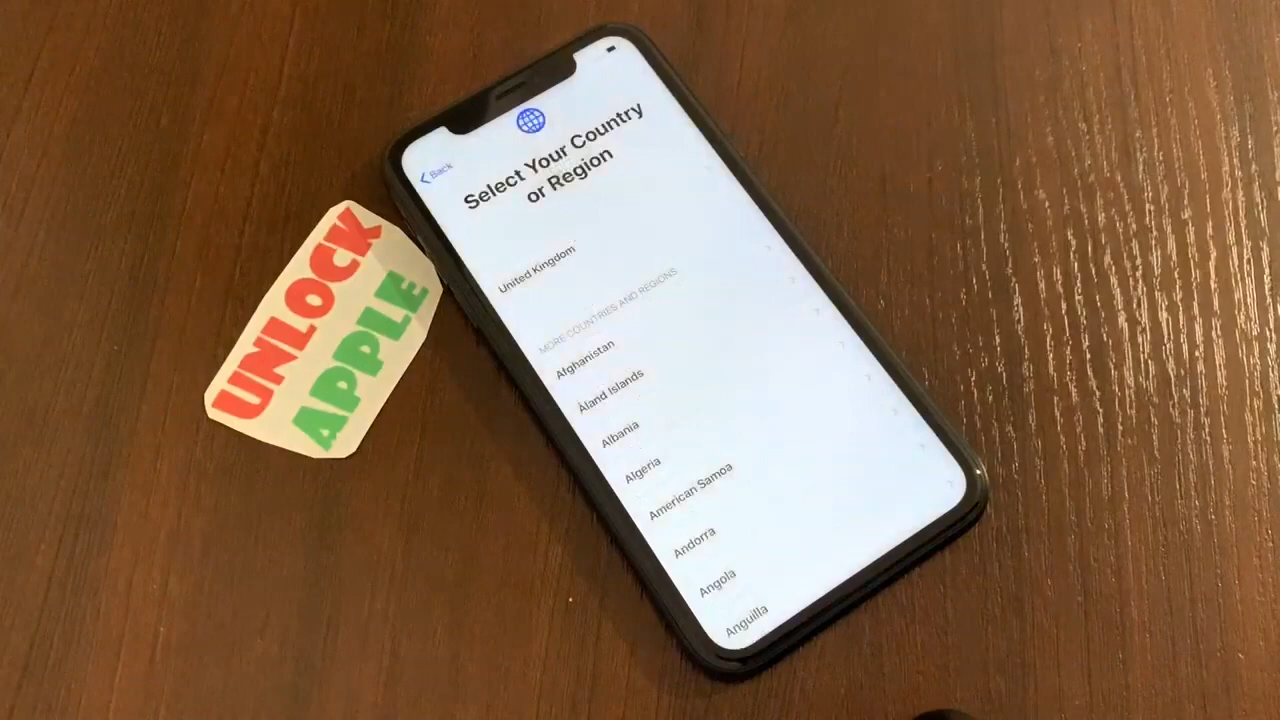 UNLOCK
APPLE
Back
Select Your Country
or Region
United Kingdom
MORE COUNTRIES AND REGIONS
Afghanistan
Åland Islands
Albania
Algeria
American Samoa
Andorra
Angola
Anguilla